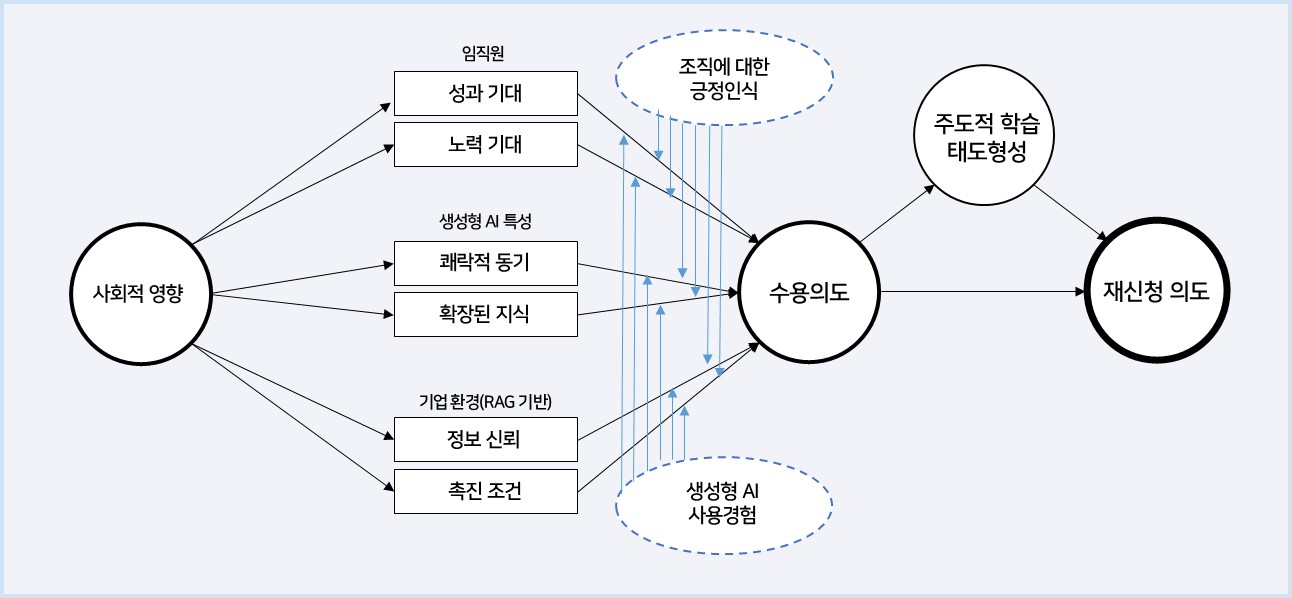 사회적 영향
임직원
성과 기대
노력 기대
생성형 AI 특성
쾌락적 동기
확장된 지식
기업 환경(RAG 기반)
정보 신뢰
촉진 조건
조직에 대한
긍정인식
생성형 AI
사용경험
수용의도
주도적 학습
태도형성
재신청 의도